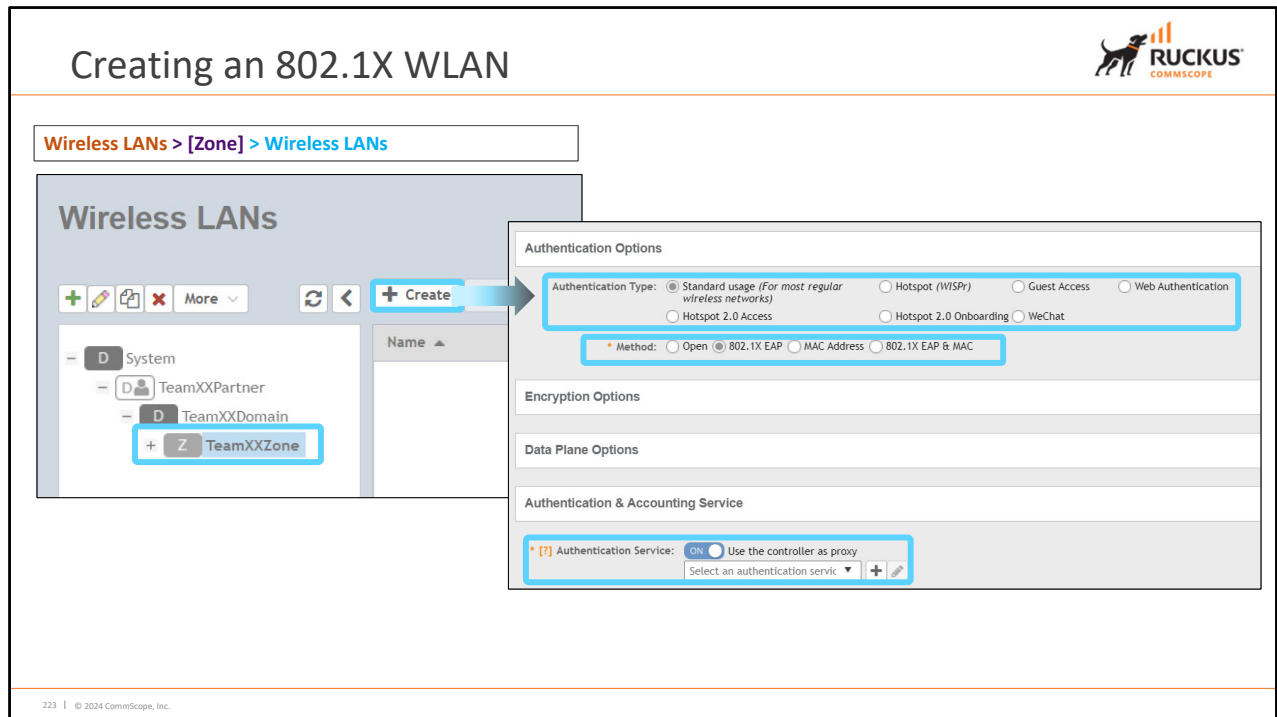 Creating an 802.1X WLAN
RUCKUS
COMMSCOPE
Wireless LANs > [Zone] > Wireless LANs
Wireless LANs
More
+ Create
Name
D System
D TeamXXPartner
D TeamXXDomain
+ Z TeamXXZone
Authentication Options
Authentication Type: Standard usage (For most regular wireless networks) Hotspot (WISPr) Guest Access Web Authentication
Hotspot 2.0 Access Hotspot 2.0 Onboarding WeChat
* Method: Open 802.1X EAP MAC Address 802.1X EAP & MAC
Encryption Options
Data Plane Options
Authentication & Accounting Service
* [?] Authentication Service: ON Use the controller as proxy
Select an authentication servic
223 | © 2024 CommScope, Inc.